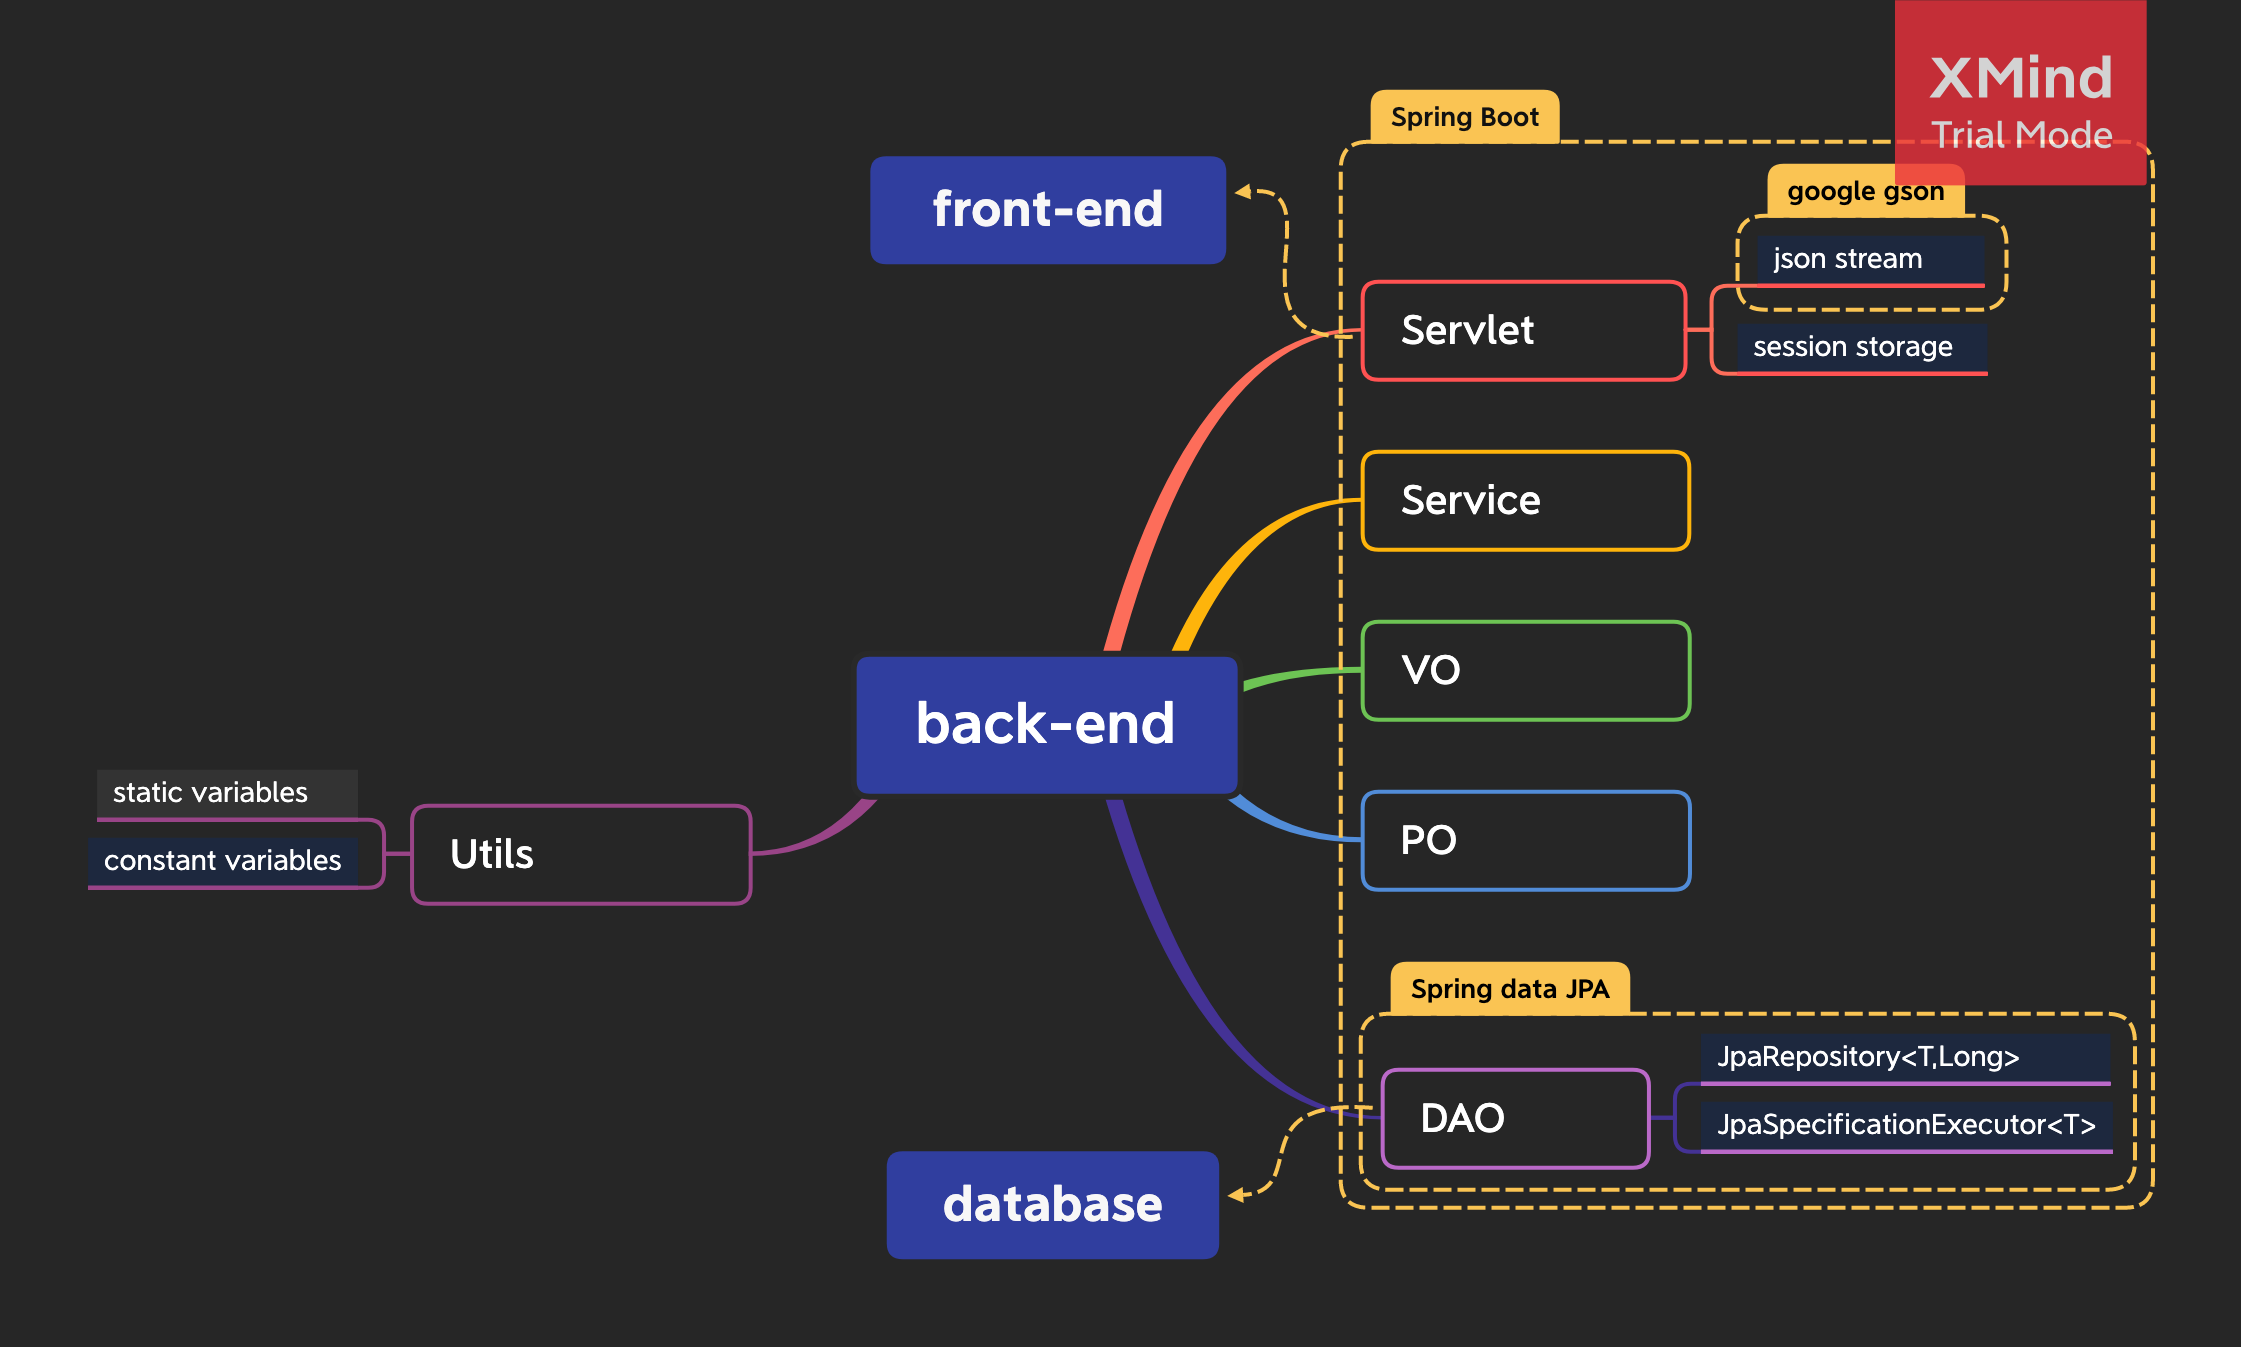 XMind
Trial Mode
Spring Boot
google gson
front-end
json stream
Servlet
session storage
Service
VO
back-end
static variables
Utils
constant variables
PO
Spring data JPA
JpaRepository<T,Long>
DAO
JpaSpecificationExecutor<T>
database